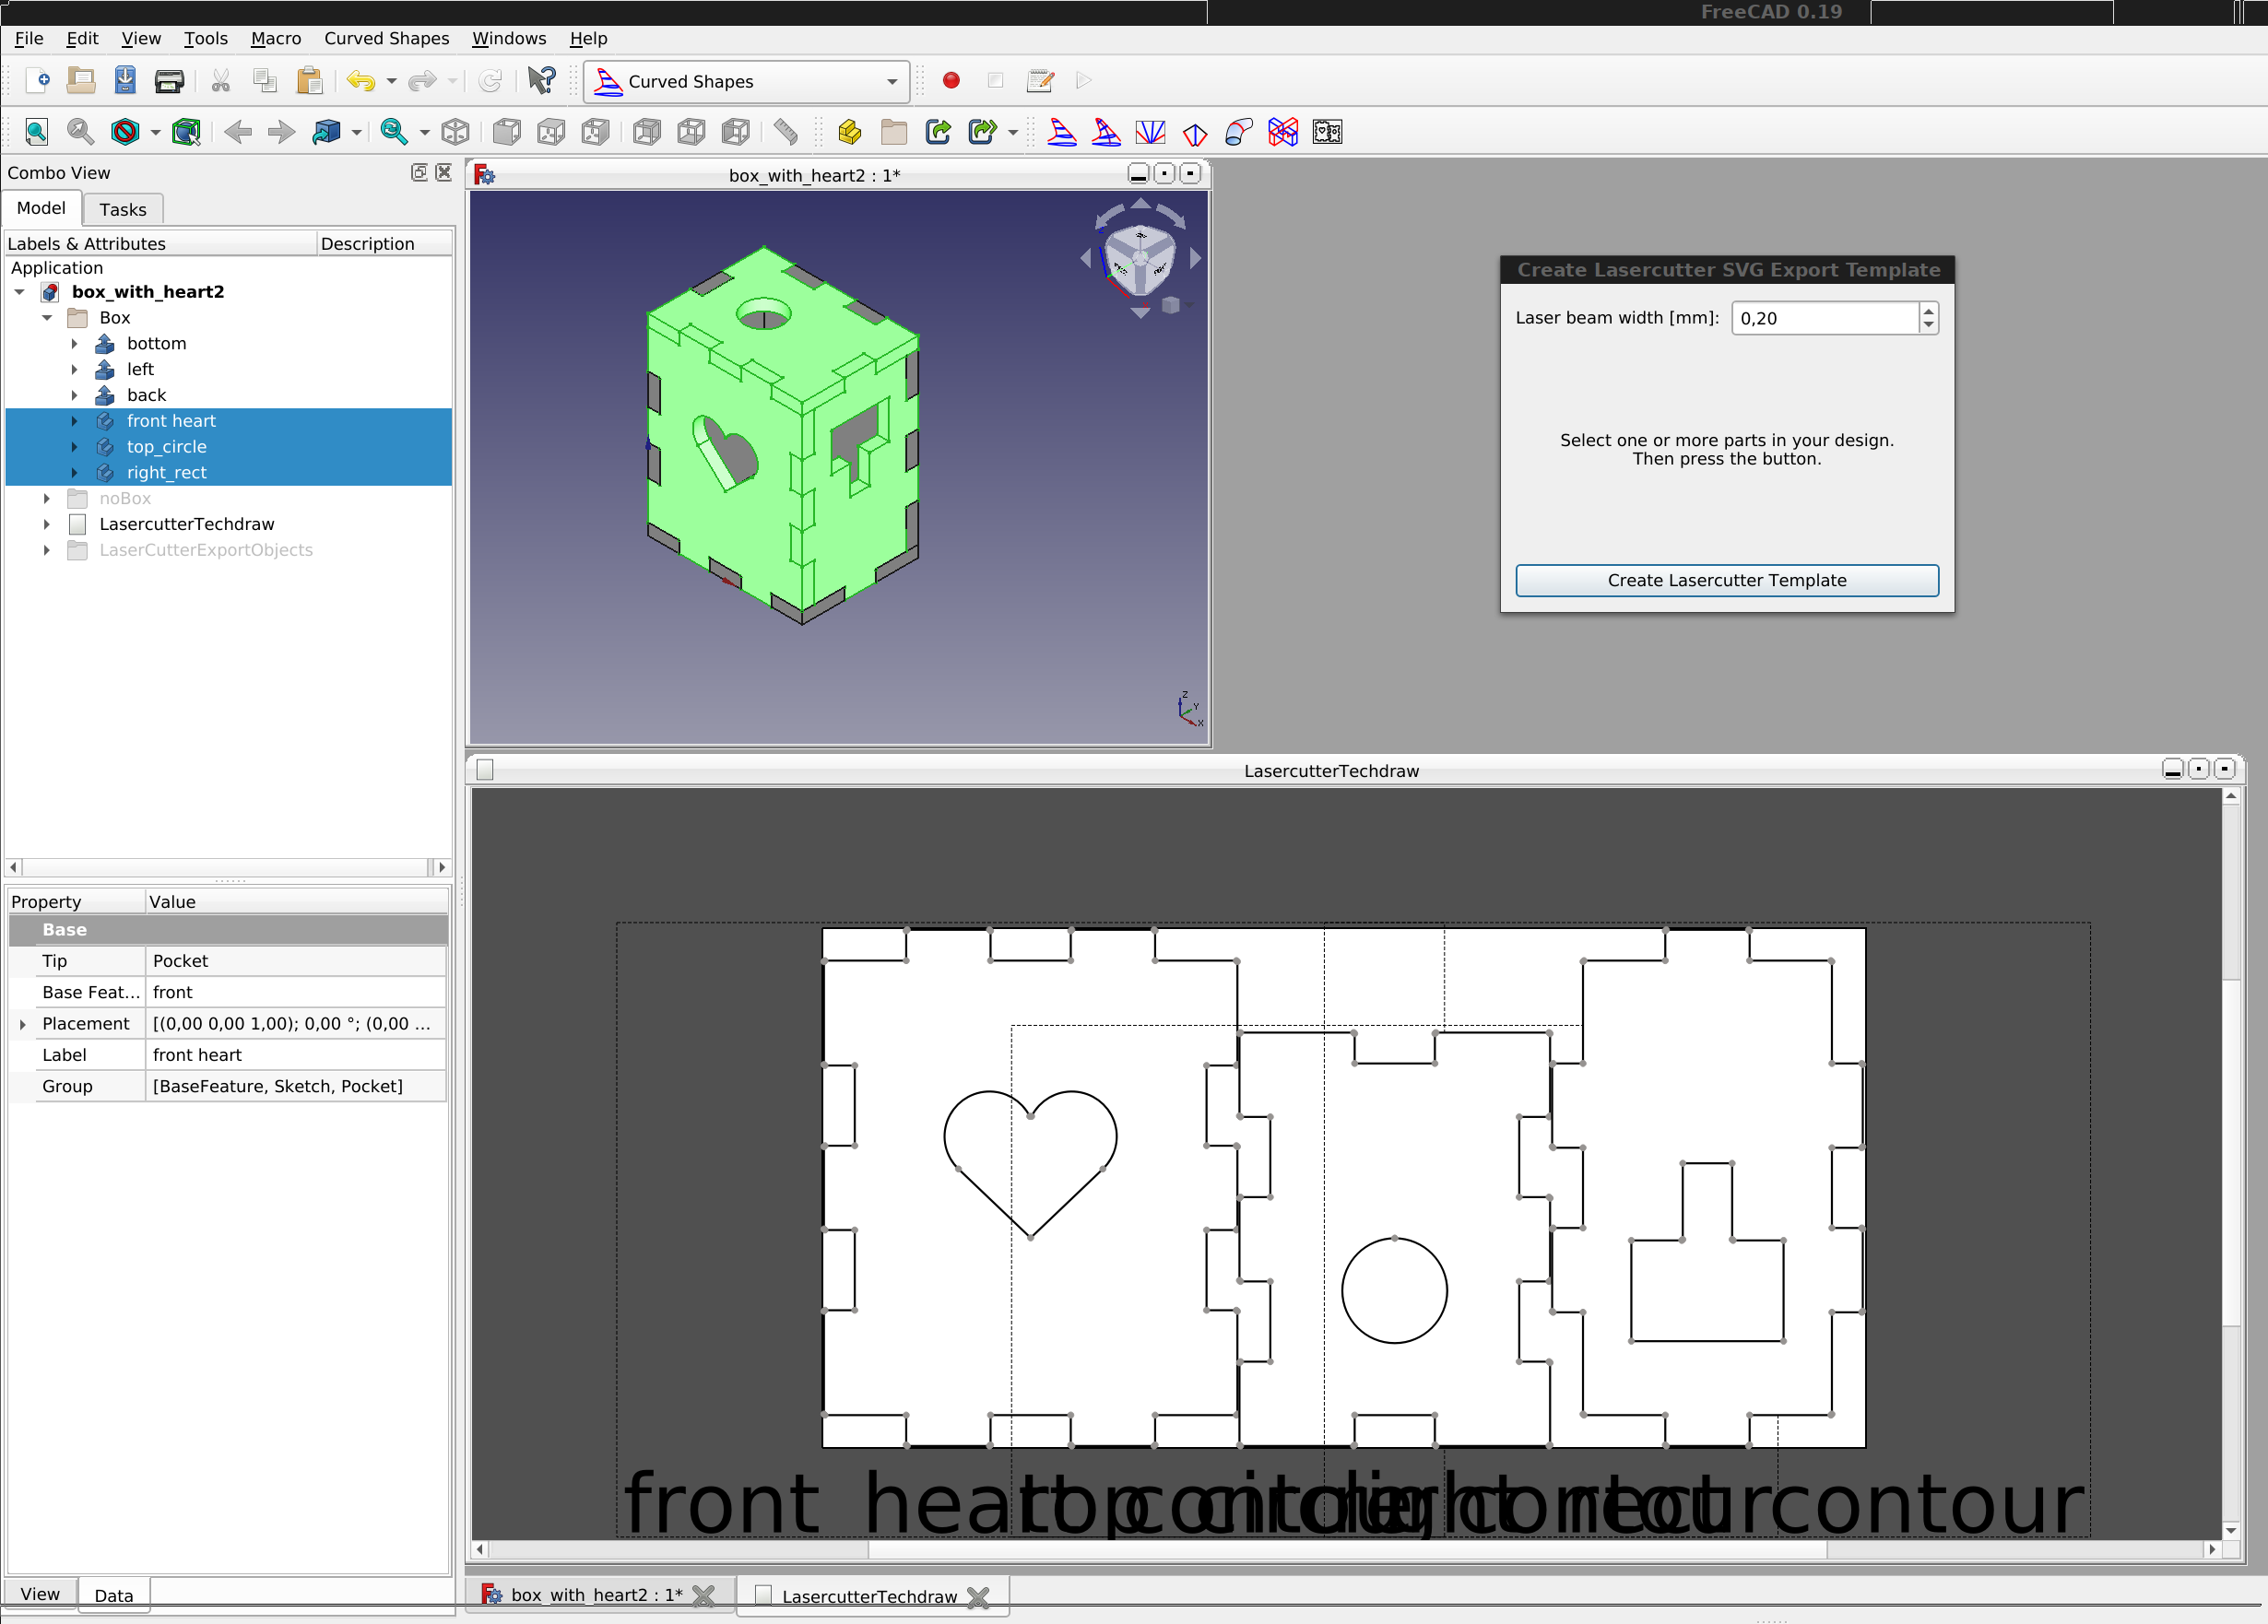 FreeCAD 0.19
File Edit View Tools Macro Curved Shapes Windows Help
Curved Shapes
Combo View
Model Tasks
Labels & Attributes Description
Application
box_with_heart2
Box
bottom
left
back
front heart
top_circle
right_rect
noBox
LasercutterTechdraw
LaserCutterExportObjects
Property Value
Base
Tip Pocket
Base Feat... front
Placement [(0,00 0,00 1,00); 0,00 °; (0,00 ...
Label front heart
Group [BaseFeature, Sketch, Pocket]
View Data
box_with_heart2 : 1*
Z
Y
X
Create Lasercutter SVG Export Template
Laser beam width [mm]: 0,20
Select one or more parts in your design.
Then press the button.
Create Lasercutter Template
LasercutterTechdraw
front heart contour
contour
box_with_heart2 : 1* LasercutterTechdraw